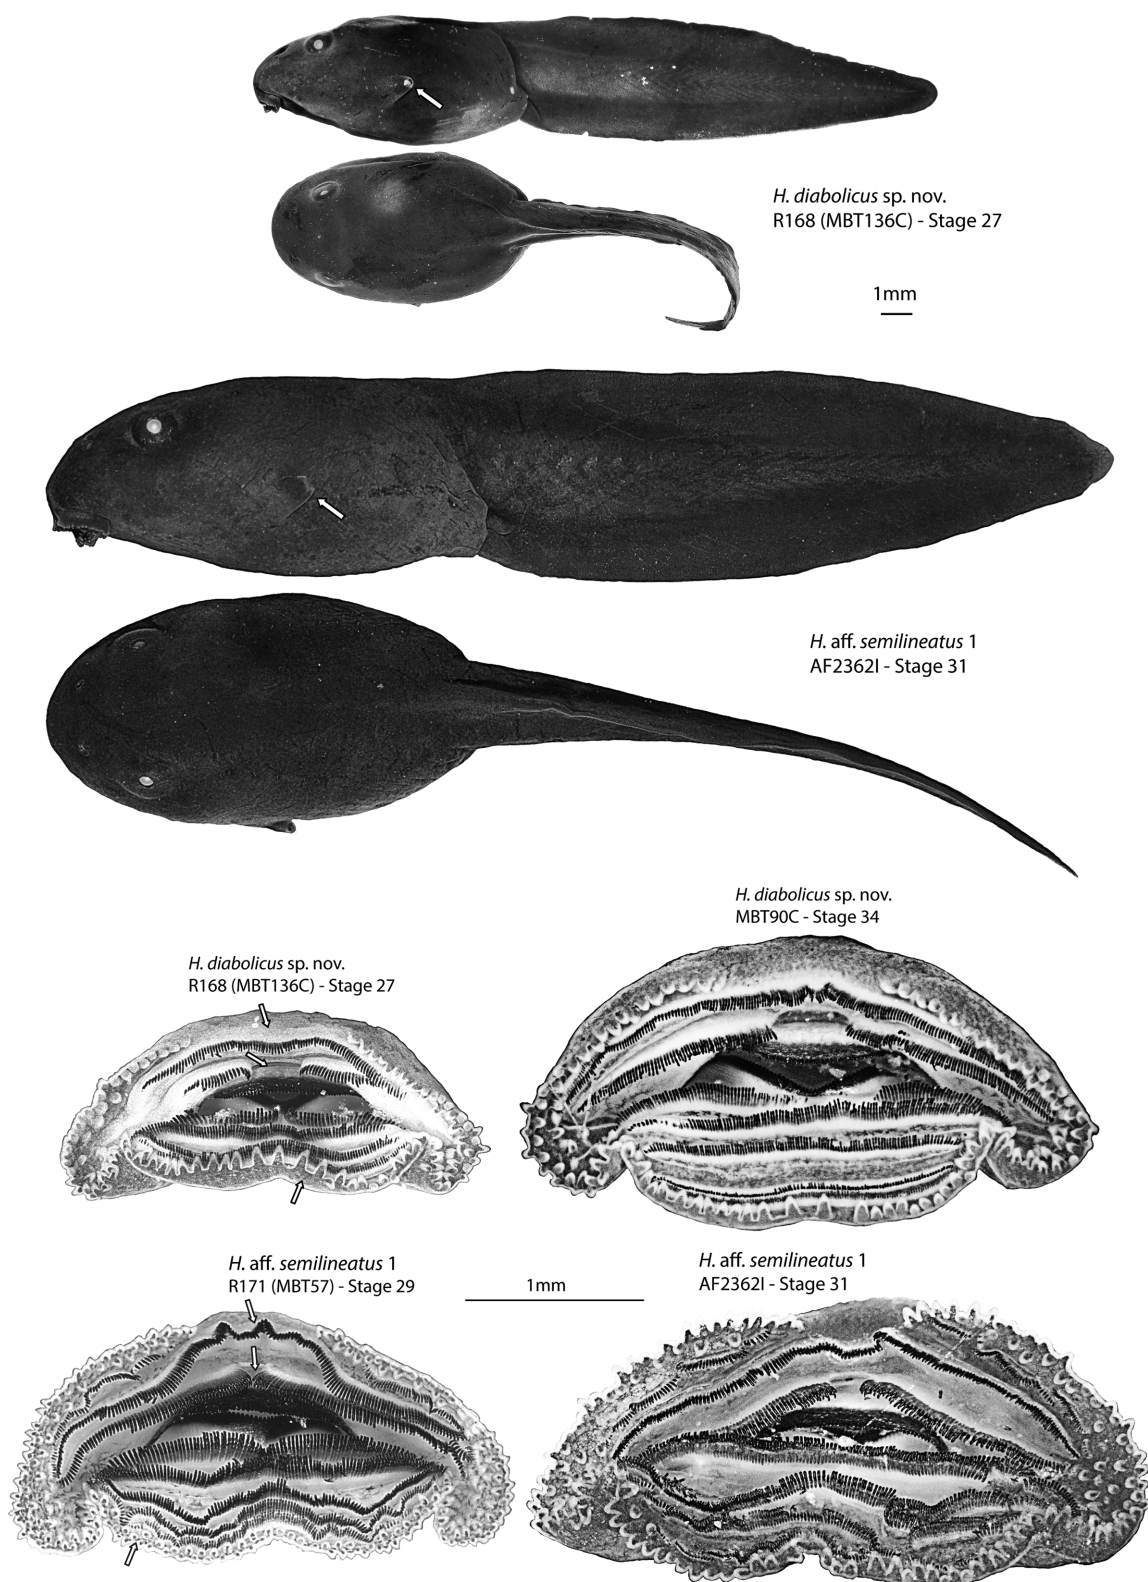 H. diabolicus sp. nov.
R168 (MBT136C) - Stage 27
1mm
H. aff. semilineatus 1
AF2362I - Stage 31
H. diabolicus sp. nov.
MBT90C - Stage 34
H. diabolicus sp. nov.
R168 (MBT136C) - Stage 27
H. aff. semilineatus 1
R171 (MBT57) - Stage 29
1mm
H. aff. semilineatus 1
AF2362I - Stage 31